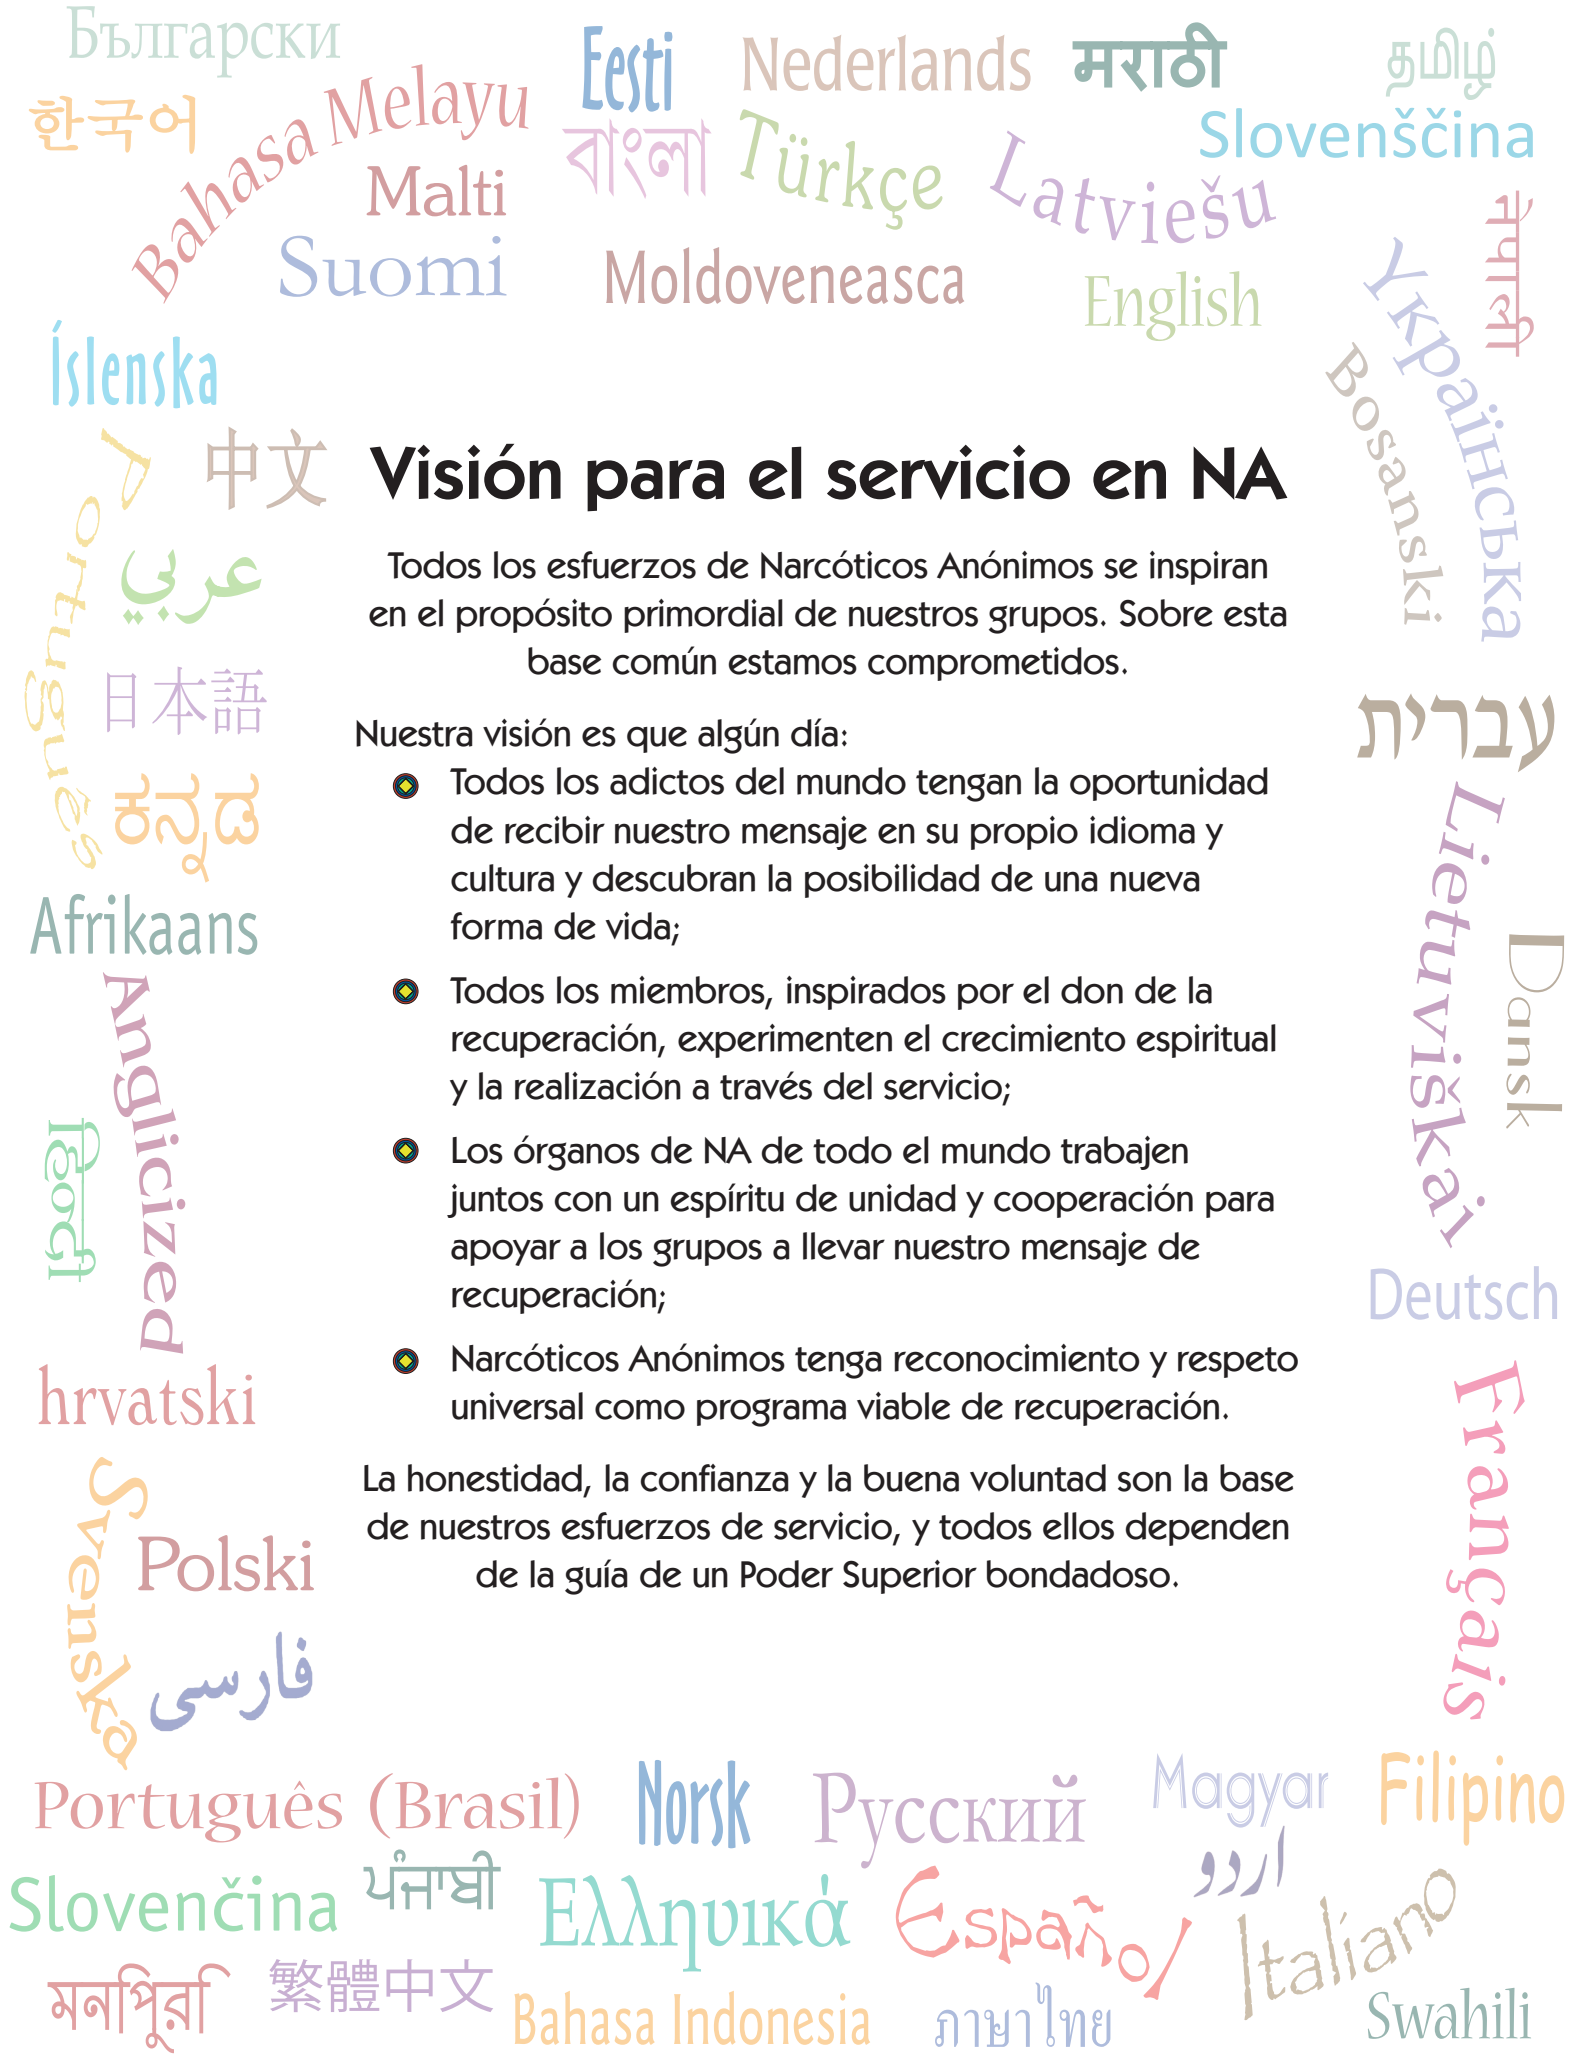 Български
한국어
Bahasa Melayu
Eesti
Nederlands
मराठी
தமிழ்
Slovenščina
Malti
বাংলা
Türkçe
Latviešu
नेपाली
Suomi
Moldoveneasca
English
Українська
Íslenska
Bosanski
中文
Português
عربي
日本語
ಕನ್ನಡ
Afrikaans
Anglicized
हिन्दी
hrvatski
Svenska
Polski
فارسی
Visión para el servicio en NA
Todos los esfuerzos de Narcóticos Anónimos se inspiran
en el propósito primordial de nuestros grupos. Sobre esta
base común estamos comprometidos.
Nuestra visión es que algún día:
Todos los adictos del mundo tengan la oportunidad
de recibir nuestro mensaje en su propio idioma y
cultura y descubran la posibilidad de una nueva
forma de vida;
Todos los miembros, inspirados por el don de la
recuperación, experimenten el crecimiento espiritual
y la realización a través del servicio;
Los órganos de NA de todo el mundo trabajen
juntos con un espíritu de unidad y cooperación para
apoyar a los grupos a llevar nuestro mensaje de
recuperación;
Narcóticos Anónimos tenga reconocimiento y respeto
universal como programa viable de recuperación.
La honestidad, la confianza y la buena voluntad son la base
de nuestros esfuerzos de servicio, y todos ellos dependen
de la guía de un Poder Superior bondadoso.
עברית
Lietuviškai
Dansk
Deutsch
Français
Português (Brasil)
Norsk
Русский
Magyar
Filipino
اردو
Slovenčina
ਪੰਜਾਬੀ
Ελληυικά
Español
Italiano
মনিপুরি
繁體中文
Bahasa Indonesia
ภาษาไทย
Swahili